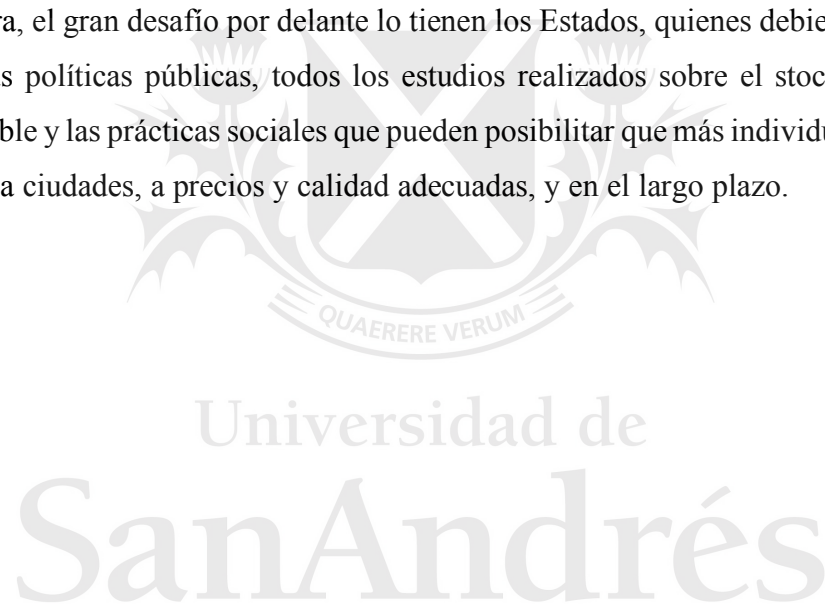 ra, el gran desafío por delante lo tienen los Estados, quienes debie
s políticas públicas, todos los estudios realizados sobre el stoc
ble y las prácticas sociales que pueden posibilitar que más individu
a ciudades, a precios y calidad adecuadas, y en el largo plazo.
QUAERERE VERUM
Universidad de
SanAndrés